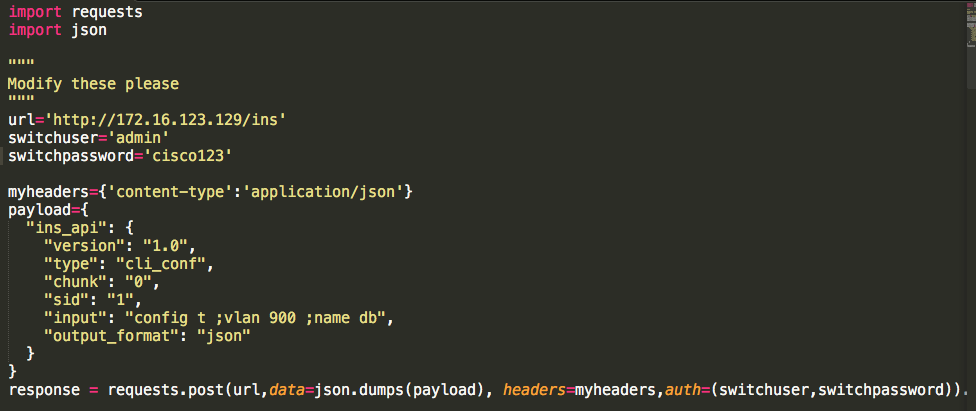 import requests
import json

"""
Modify these please
"""
url='http://172.16.123.129/ins'
switchuser='admin'
switchpassword='cisco123'

myheaders={'content-type':'application/json'}
payload={
  "ins_api": {
    "version": "1.0",
    "type": "cli_conf",
    "chunk": "0",
    "sid": "1",
    "input": "config t ;vlan 900 ;name db",
    "output_format": "json"
  }
}
response = requests.post(url,data=json.dumps(payload), headers=myheaders,auth=(switchuser,switchpassword)).